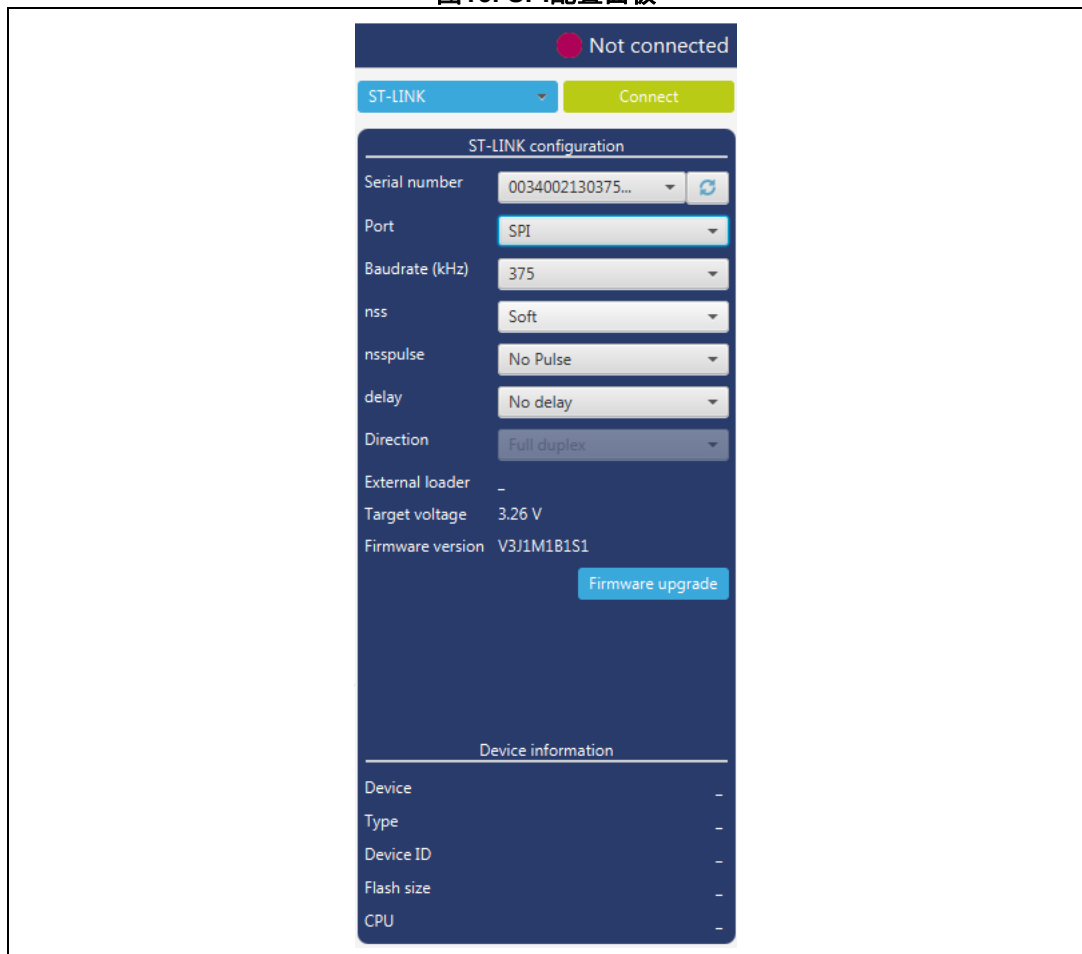 Not connected
ST-LINK Connect
ST-LINK configuration
Serial number 0034002130375...
Port SPI
Baudrate (kHz) 375
nss Soft
nsspulse No Pulse
delay No delay
Direction Full duplex
External loader _
Target voltage 3.26 V
Firmware version V3J1M1B1S1
Firmware upgrade
Device information
Device _
Type _
Device ID _
Flash size _
CPU _